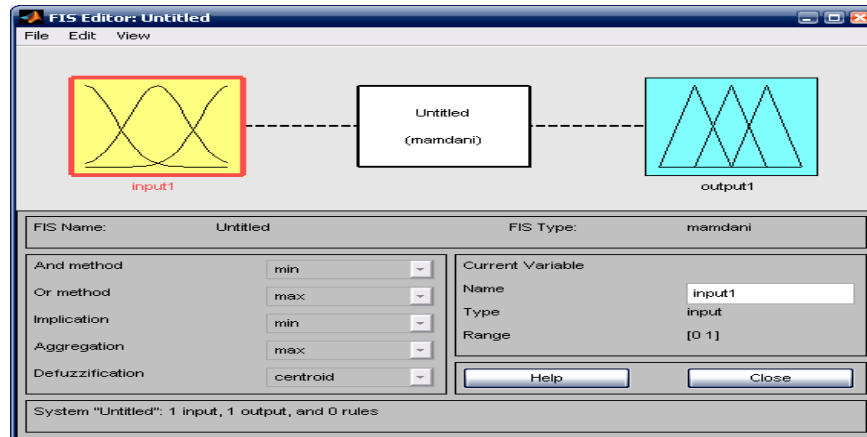 FIS Editor: Untitled
File Edit View
Untitled
(mamdani)
input1
output1
FIS Name: Untitled FIS Type: mamdani
And method min
Or method max
Implication min
Aggregation max
Defuzzification centroid
Current Variable
Name input1
Type input
Range [0 1]
Help Close
System "Untitled": 1 input, 1 output, and 0 rules